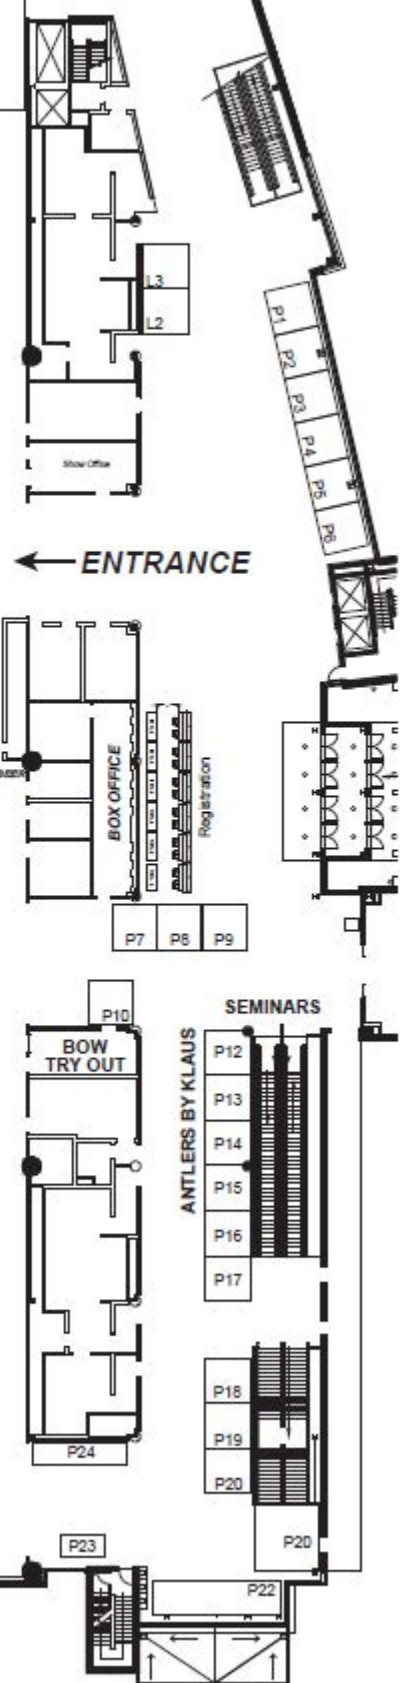 L3
L2
P1
P2
P3
P4
P5
P6
Show Office
ENTRANCE
BOX OFFICE
Registration
P7 P8 P9
P10
BOW
TRY OUT
SEMINARS
ANTLERS BY KLAUS
P12
P13
P14
P15
P16
P17
P18
P19
P20
P24
P20
P23
P22